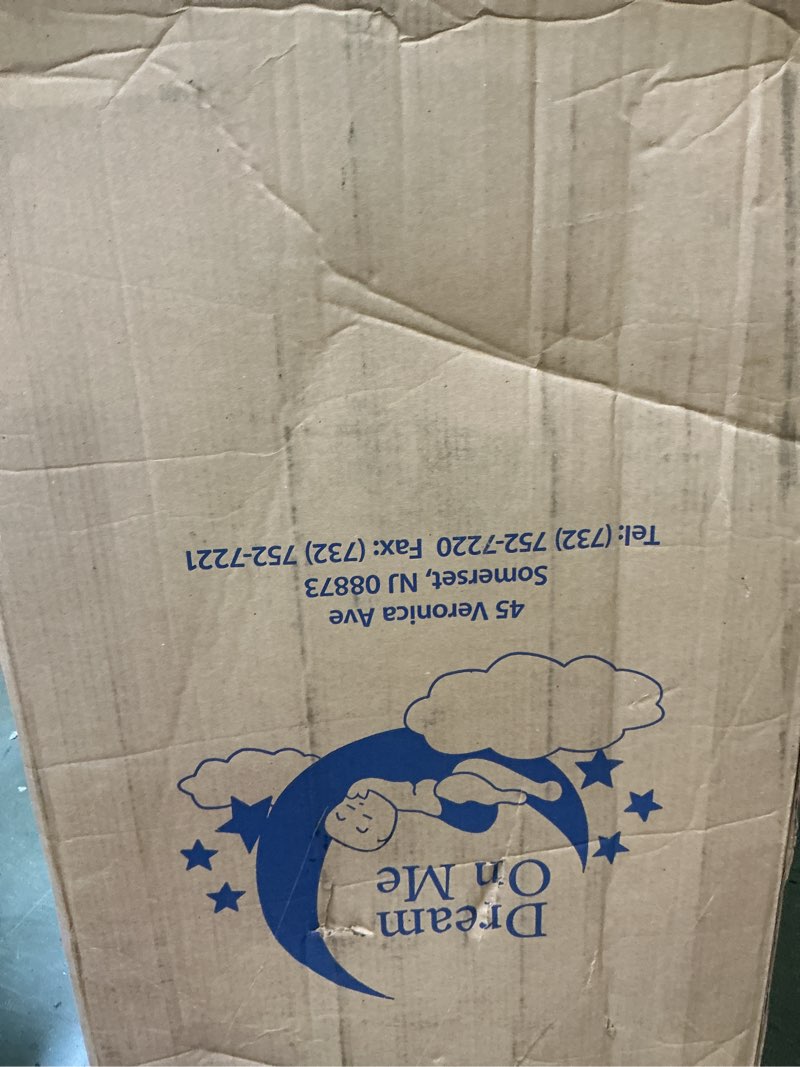 Dream
On Me
45 Veronica Ave
Somerset, NJ 08873
Tel: (732) 752-7220 Fax: (732) 752-7221